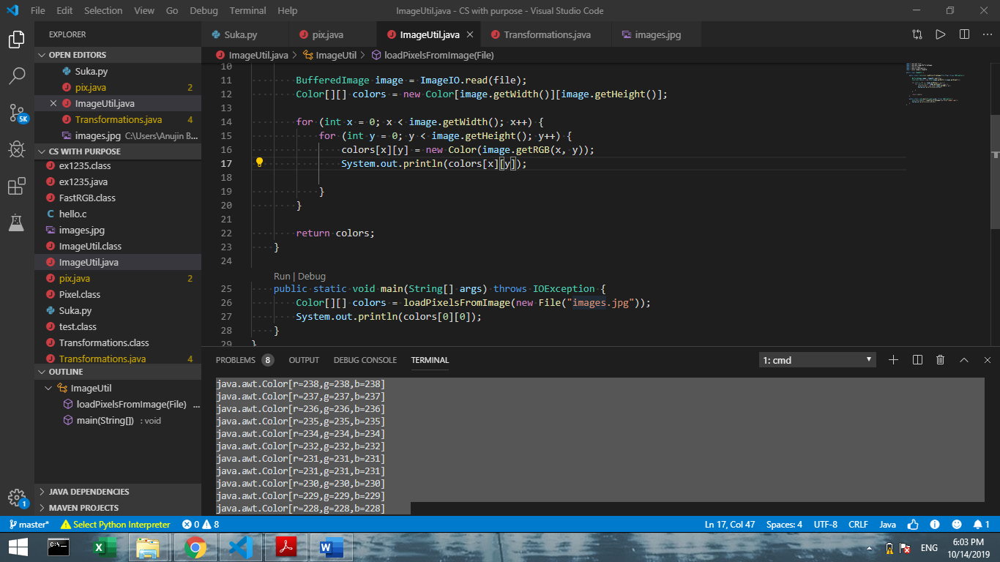 File Edit Selection View Go Debug Terminal Help
ImageUtil.java - CS with purpose - Visual Studio Code
EXPLORER
OPEN EDITORS
Suka.py
pix.java 2
ImageUtil.java
Transformations.java 4
images.jpg C:\Users\Anujin B...
CS WITH PURPOSE
ex1235.class
ex1235.java
FastRGB.class
hello.c
images.jpg
ImageUtil.class
ImageUtil.java
pix.java 2
Pixel.class
Suka.py
test.class
Transformations.class
Transformations.java 4
OUTLINE
ImageUtil
loadPixelsFromImage(File) ...
main(String[]) : void
JAVA DEPENDENCIES
MAVEN PROJECTS
5K
1
Suka.py pix.java ImageUtil.java Transformations.java images.jpg
ImageUtil.java > ImageUtil > loadPixelsFromImage(File)
10
11 BufferedImage image = ImageIO.read(file);
12 Color[][] colors = new Color[image.getWidth()][image.getHeight()];
13
14 for (int x = 0; x < image.getWidth(); x++) {
15 for (int y = 0; y < image.getHeight(); y++) {
16 colors[x][y] = new Color(image.getRGB(x, y));
17 System.out.println(colors[x][y]);
18
19 }
20 }
21
22 return colors;
23 }
24
Run | Debug
25 public static void main(String[] args) throws IOException {
26 Color[][] colors = loadPixelsFromImage(new File("images.jpg"));
27 System.out.println(colors[0][0]);
28 }
29 }
PROBLEMS 8 OUTPUT DEBUG CONSOLE TERMINAL 1: cmd
java.awt.Color[r=238,g=238,b=238]
java.awt.Color[r=237,g=237,b=237]
java.awt.Color[r=236,g=236,b=236]
java.awt.Color[r=235,g=235,b=235]
java.awt.Color[r=234,g=234,b=234]
java.awt.Color[r=232,g=232,b=232]
java.awt.Color[r=231,g=231,b=231]
java.awt.Color[r=231,g=231,b=231]
java.awt.Color[r=230,g=230,b=230]
java.awt.Color[r=229,g=229,b=229]
java.awt.Color[r=228,g=228,b=228]
master* Select Python Interpreter 0 8 Ln 17, Col 47 Spaces: 4 UTF-8 CRLF Java 1
ENG
6:03 PM
10/14/2019